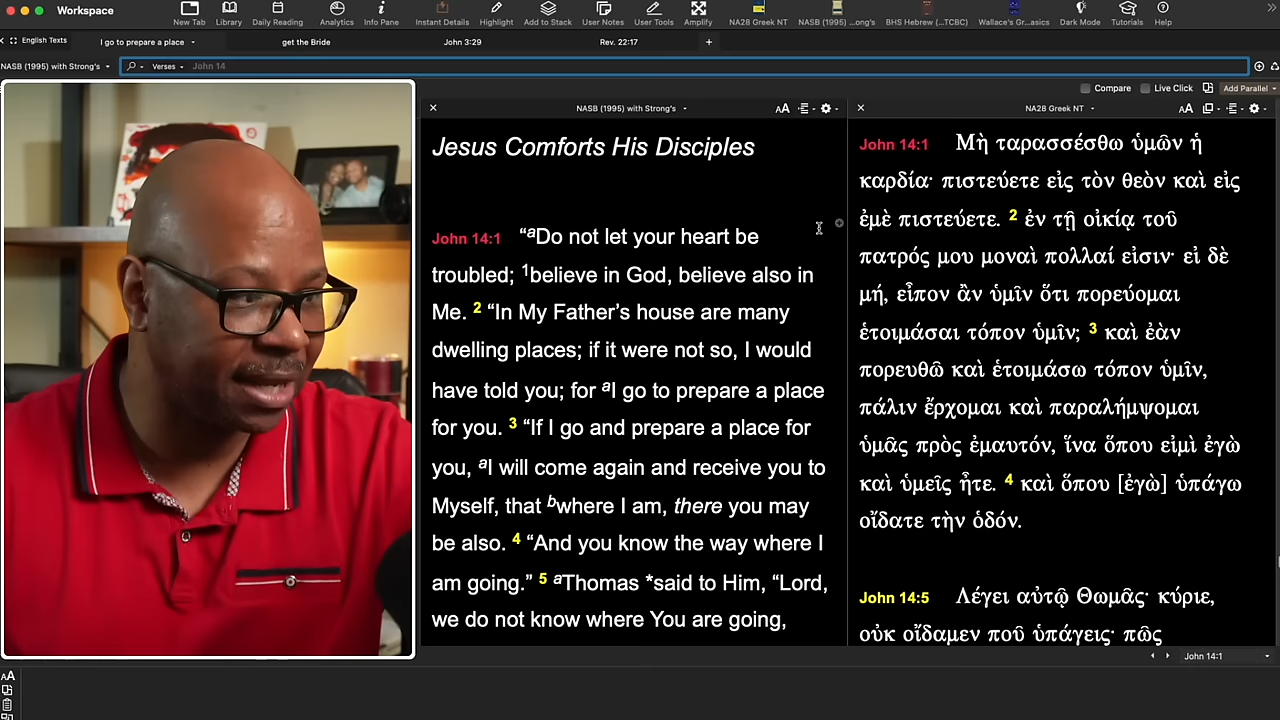 Workspace
New Tab
Library
Daily Reading
Analytics
Info Pane
Instant Details
Highlight
Add to Stack
User Notes
User Tools
Amplify
NA28 Greek NT
NASB (1995) ...ong's
BHS Hebrew (...TCBC)
Wallace's Gr...asics
Dark Mode
Tutorials
Help
English Texts
I go to prepare a place
get the Bride
John 3:29
Rev. 22:17
NASB (1995) with Strong's
Verses
John 14
Compare
Live Click
Add Parallel
NASB (1995) with Strong's
Jesus Comforts His Disciples
John 14:1 “aDo not let your heart be
troubled; 1believe in God, believe also in
Me. 2 “In My Father’s house are many
dwelling places; if it were not so, I would
have told you; for aI go to prepare a place
for you. 3 “If I go and prepare a place for
you, aI will come again and receive you to
Myself, that bwhere I am, there you may
be also. 4 “And you know the way where I
am going.” 5 aThomas *said to Him, “Lord,
we do not know where You are going,
NA28 Greek NT
John 14:1 Μὴ ταρασσέσθω ὑμῶν ἡ
καρδία· πιστεύετε εἰς τὸν θεὸν καὶ εἰς
ἐμὲ πιστεύετε. 2 ἐν τῇ οἰκίᾳ τοῦ
πατρός μου μοναὶ πολλαί εἰσιν· εἰ δὲ
μή, εἶπον ἂν ὑμῖν ὅτι πορεύομαι
ἑτοιμάσαι τόπον ὑμῖν; 3 καὶ ἐὰν
πορευθῶ καὶ ἑτοιμάσω τόπον ὑμῖν,
πάλιν ἔρχομαι καὶ παραλήμψομαι
ὑμᾶς πρὸς ἐμαυτόν, ἵνα ὅπου εἰμὶ ἐγὼ
καὶ ὑμεῖς ἦτε. 4 καὶ ὅπου [ἐγὼ] ὑπάγω
οἴδατε τὴν ὁδόν.
John 14:5 Λέγει αὐτῷ Θωμᾶς· κύριε,
οὐκ οἴδαμεν ποῦ ὑπάγεις· πῶς
John 14:1